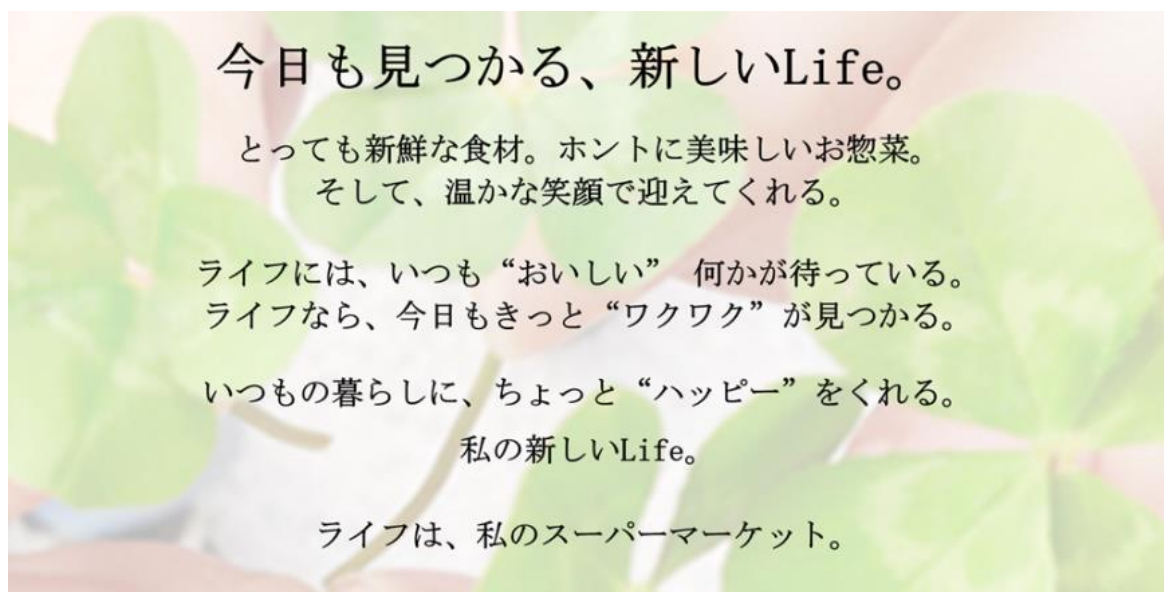 今日も見つかる、新しいLife。
とっても新鮮な食材。ホントに美味しいお惣菜。
そして、温かな笑顔で迎えてくれる。
ライフには、いつも“おいしい” 何かが待っている。
ライフなら、今日もきっと“ワクワク”が見つかる。
いつもの暮らしに、ちょっと“ハッピー”をくれる。
私の新しいLife。
ライフは、私のスーパーマーケット。